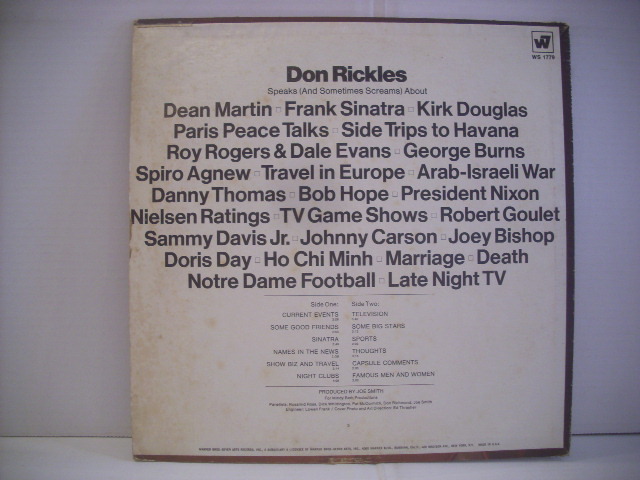 W7
WS 1779
Don Rickles
Speaks (And Sometimes Screams) About
Dean Martin □ Frank Sinatra □ Kirk Douglas
Paris Peace Talks □ Side Trips to Havana
Roy Rogers & Dale Evans □ George Burns
Spiro Agnew □ Travel in Europe □ Arab-Israeli War
Danny Thomas □ Bob Hope □ President Nixon
Nielsen Ratings □ TV Game Shows □ Robert Goulet
Sammy Davis Jr. □ Johnny Carson □ Joey Bishop
Doris Day □ Ho Chi Minh □ Marriage □ Death
Notre Dame Football □ Late Night TV
Side One: Side Two:
CURRENT EVENTS TELEVISION
SOME GOOD FRIENDS SOME BIG STARS
SINATRA SPORTS
NAMES IN THE NEWS THOUGHTS
SHOW BIZ AND TRAVEL CAPSULE COMMENTS
NIGHT CLUBS FAMOUS MEN AND WOMEN
PRODUCED BY JOE SMITH